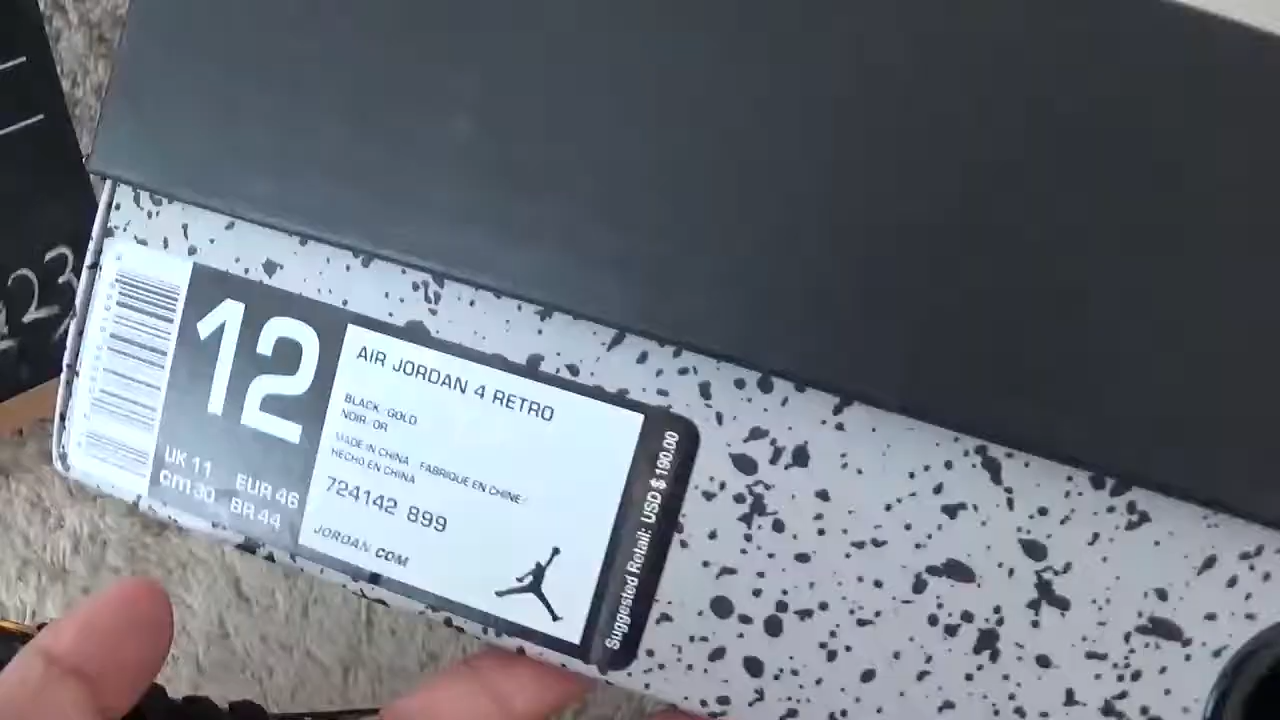 12
UK 11 EUR 46
cm 30 BR 44
AIR JORDAN 4 RETRO
BLACK/GOLD
NOIR/OR
MADE IN CHINA / FABRIQUE EN CHINE /
HECHO EN CHINA
724142 899
JORDAN.COM
Suggested Retail: USD $190.00
23